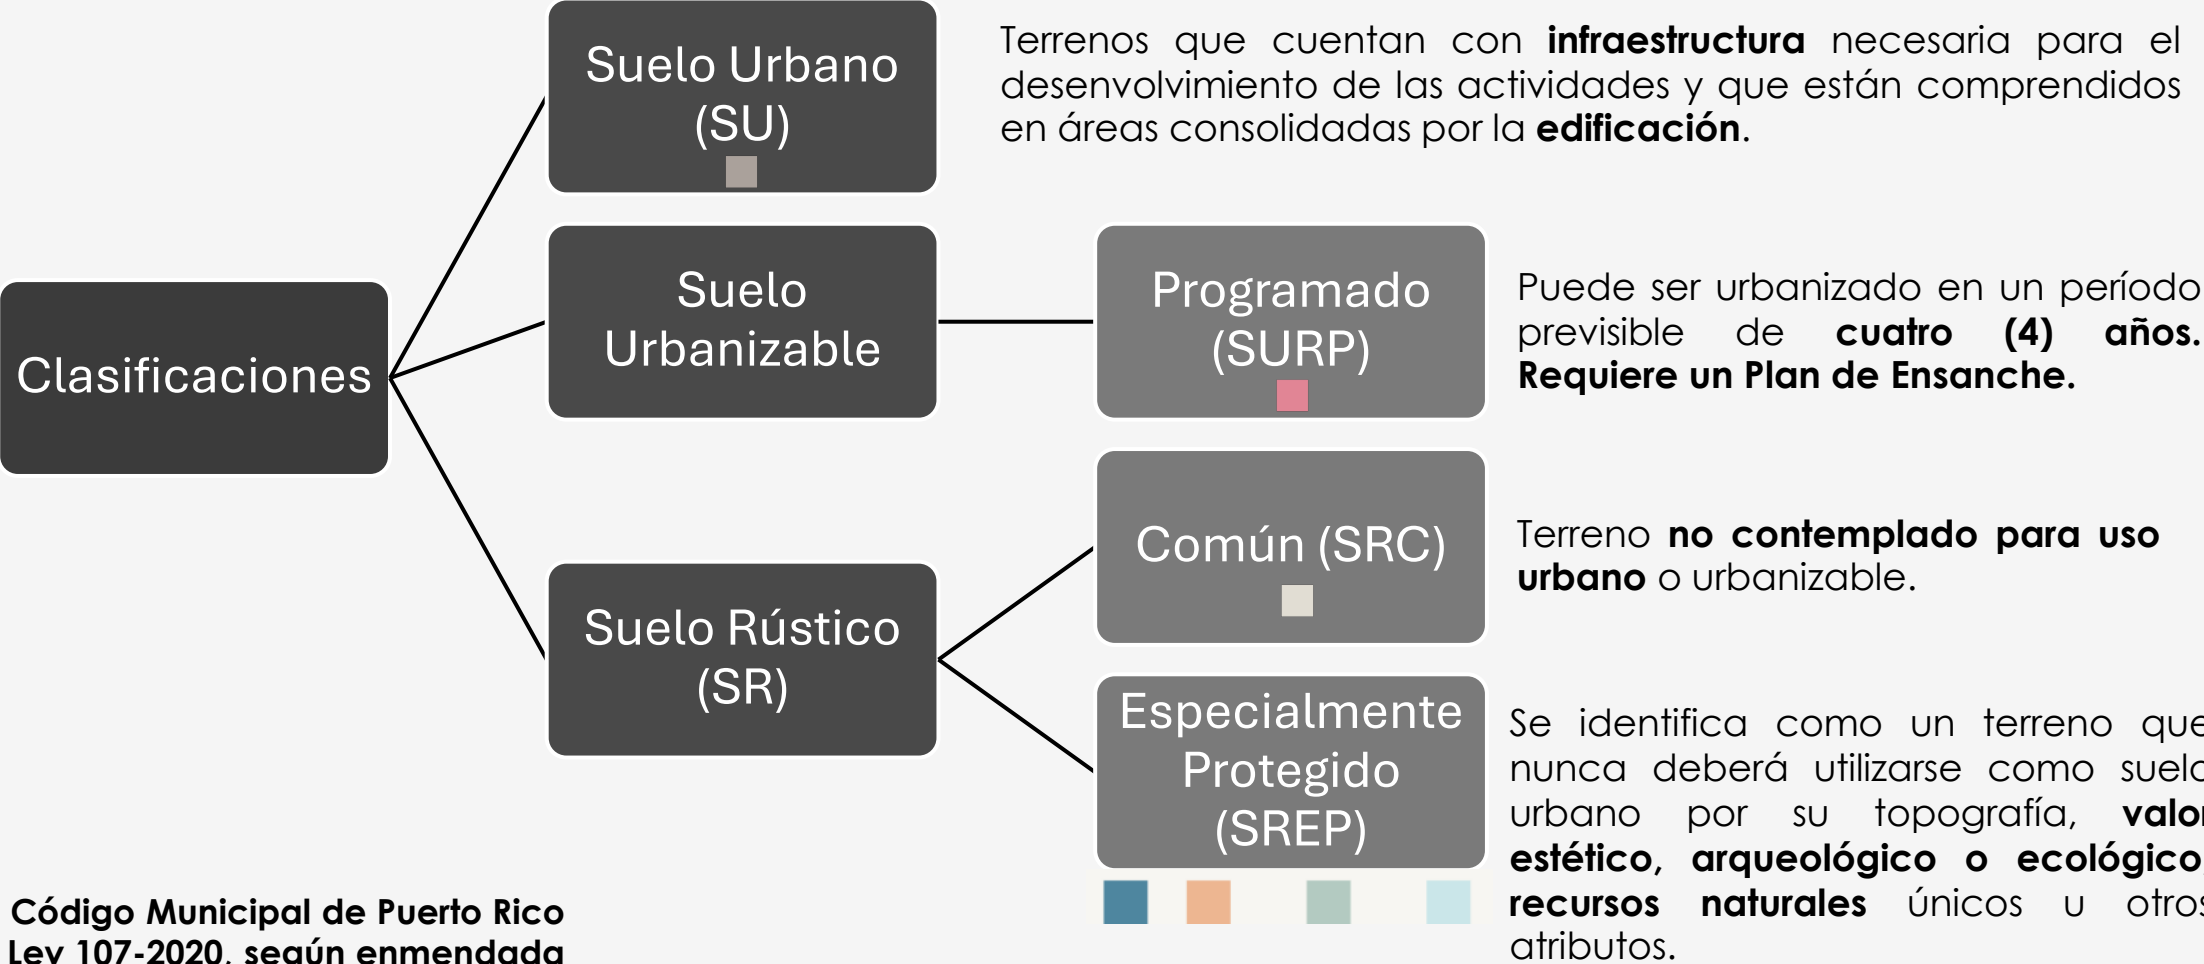 Clasificaciones
Suelo Urbano
(SU)
Terrenos que cuentan con infraestructura necesaria para el
desenvolvimiento de las actividades y que están comprendidos
en áreas consolidadas por la edificación.
Suelo
Urbanizable
Programado
(SURP)
Puede ser urbanizado en un período
previsible de cuatro (4) años.
Requiere un Plan de Ensanche.
Suelo Rústico
(SR)
Común (SRC)
Terreno no contemplado para uso
urbano o urbanizable.
Especialmente
Protegido
(SREP)
Se identifica como un terreno que
nunca deberá utilizarse como suelo
urbano por su topografía, valor
estético, arqueológico o ecológico,
recursos naturales únicos u otros
atributos.
Código Municipal de Puerto Rico
Ley 107-2020, según enmendada